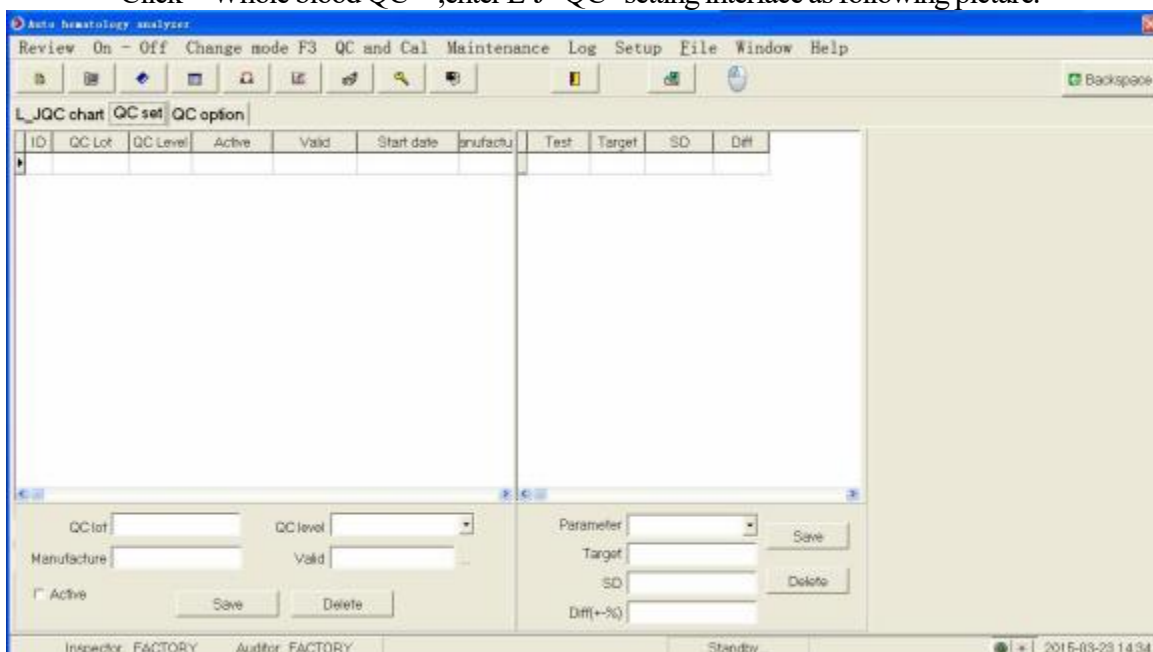 Click " Whole blood QC " ,enter L-J QC setting interface as following picture.
Auto hematology analyzer
Review On - Off Change mode F3 QC and Cal Maintenance Log Setup File Window Help
Backspace
L_JQC chart QC set QC option
ID QC Lot QC Level Active Valid Start date anufactu Test Target SD Diff
QC lot QC level Parameter Save
Manufacture Valid Target
Active Save Delete SD Delete
Diff(+-%)
Inspector FACTORY Auditor FACTORY Standby 2015-03-23 14:34